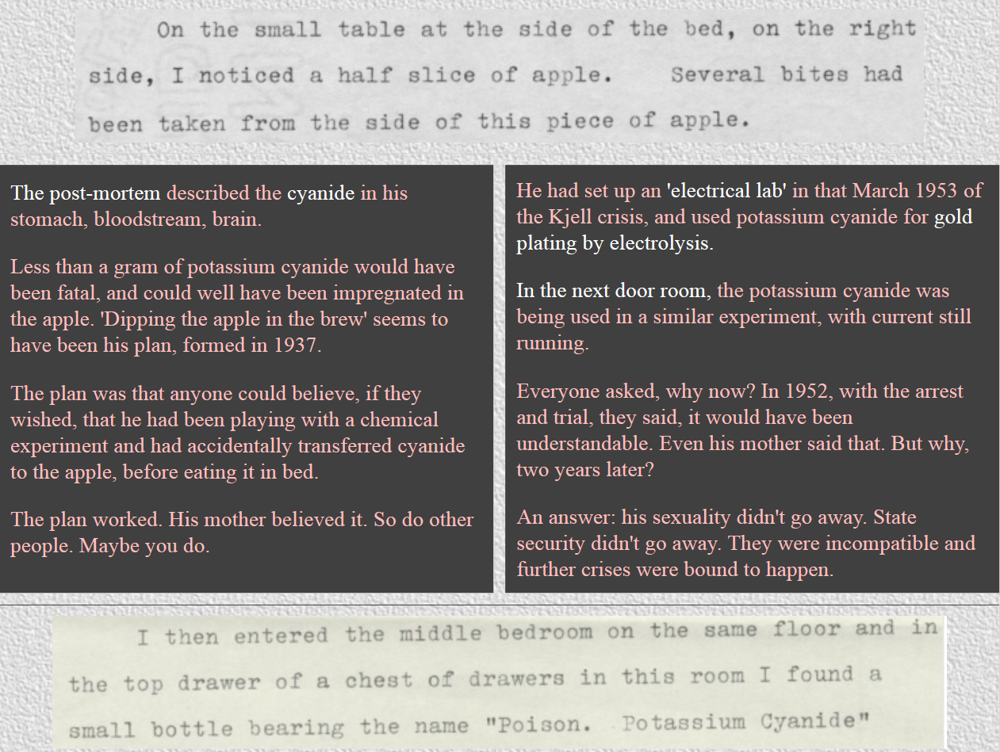 On the small table at the side of the bed, on the right
side, I noticed a half slice of apple. Several bites had
been taken from the side of this piece of apple.
The post-mortem described the cyanide in his
stomach, bloodstream, brain.
Less than a gram of potassium cyanide would have
been fatal, and could well have been impregnated in
the apple. 'Dipping the apple in the brew' seems to
have been his plan, formed in 1937.
The plan was that anyone could believe, if they
wished, that he had been playing with a chemical
experiment and had accidentally transferred cyanide
to the apple, before eating it in bed.
The plan worked. His mother believed it. So do other
people. Maybe you do.
He had set up an 'electrical lab' in that March 1953 of
the Kjell crisis, and used potassium cyanide for gold
plating by electrolysis.
In the next door room, the potassium cyanide was
being used in a similar experiment, with current still
running.
Everyone asked, why now? In 1952, with the arrest
and trial, they said, it would have been
understandable. Even his mother said that. But why,
two years later?
An answer: his sexuality didn't go away. State
security didn't go away. They were incompatible and
further crises were bound to happen.
I then entered the middle bedroom on the same floor and in
the top drawer of a chest of drawers in this room I found a
small bottle bearing the name "Poison. Potassium Cyanide"